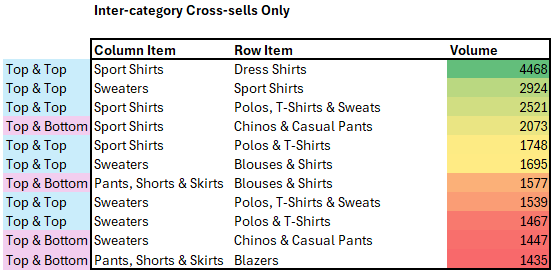 Inter-category Cross-sells Only
Column Item Row Item Volume
Top & Top Sport Shirts Dress Shirts 4468
Top & Top Sweaters Sport Shirts 2924
Top & Top Sport Shirts Polos, T-Shirts & Sweats 2521
Top & Bottom Sport Shirts Chinos & Casual Pants 2073
Top & Top Sport Shirts Polos & T-Shirts 1748
Top & Top Sweaters Blouses & Shirts 1695
Top & Bottom Pants, Shorts & Skirts Blouses & Shirts 1577
Top & Top Sweaters Polos, T-Shirts & Sweats 1539
Top & Top Sweaters Polos & T-Shirts 1467
Top & Bottom Sweaters Chinos & Casual Pants 1447
Top & Bottom Pants, Shorts & Skirts Blazers 1435